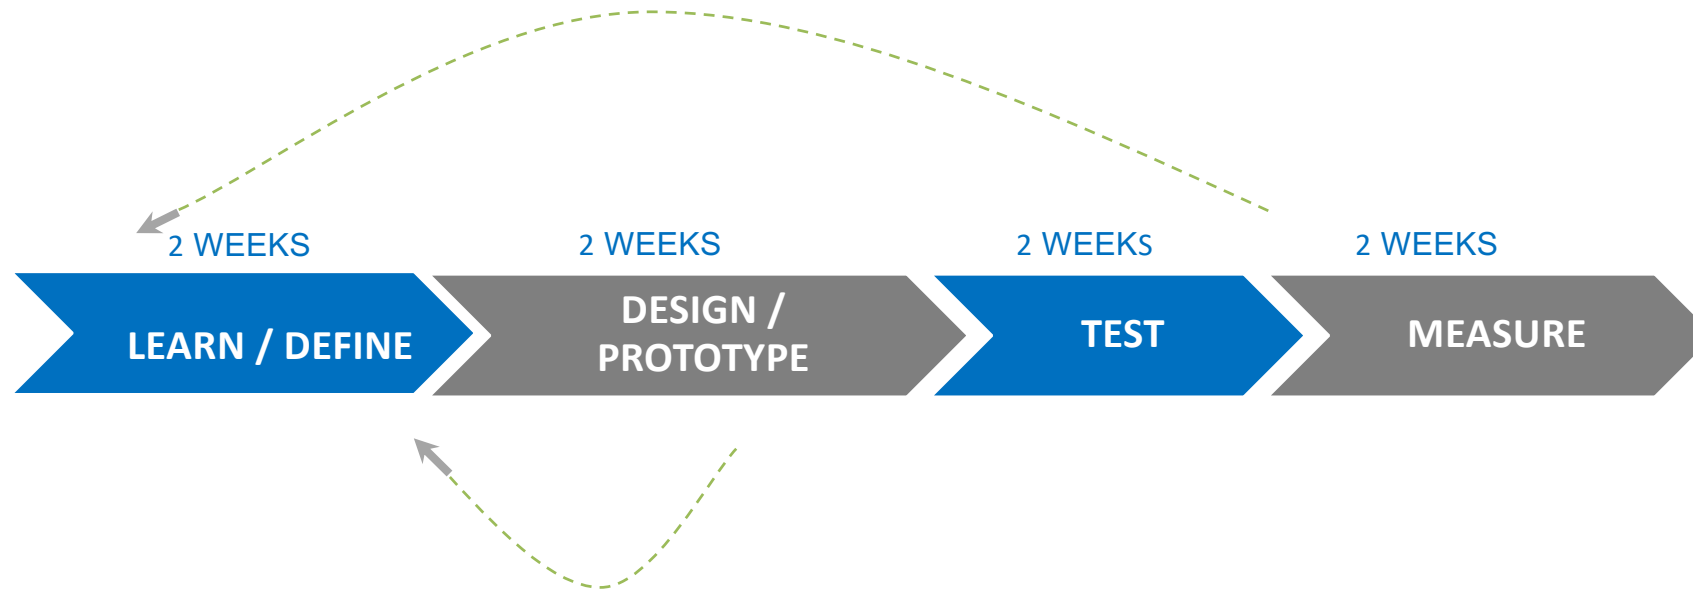 2 WEEKS
2 WEEKS
2 WEEKS
2 WEEKS
LEARN / DEFINE
DESIGN /
PROTOTYPE
TEST
MEASURE